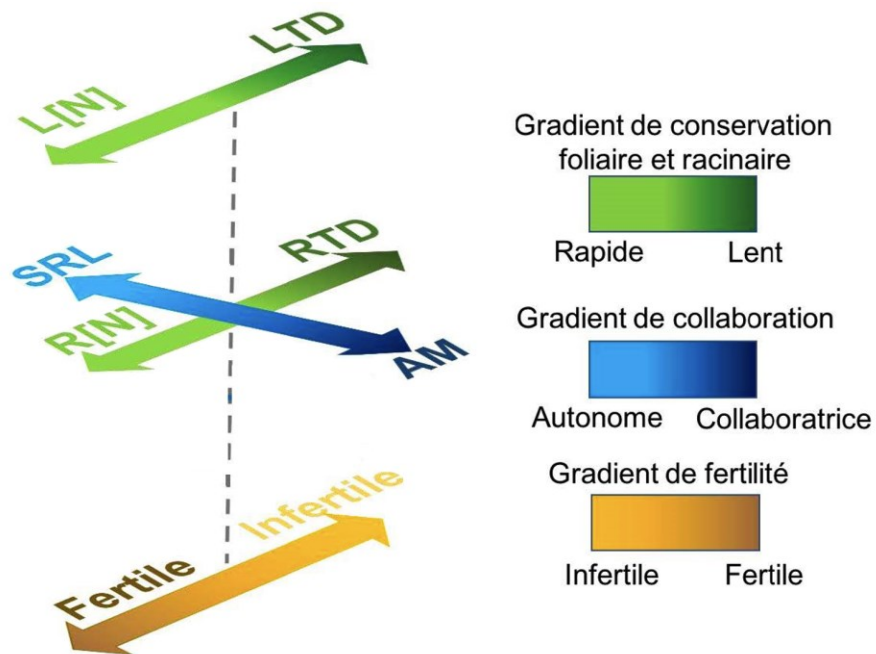 LTD
L[N]
SRL
RTD
R[N]
AM
Infertile
Fertile
Gradient de conservation
foliaire et racinaire
Rapide Lent
Gradient de collaboration
Autonome Collaboratrice
Gradient de fertilité
Infertile Fertile